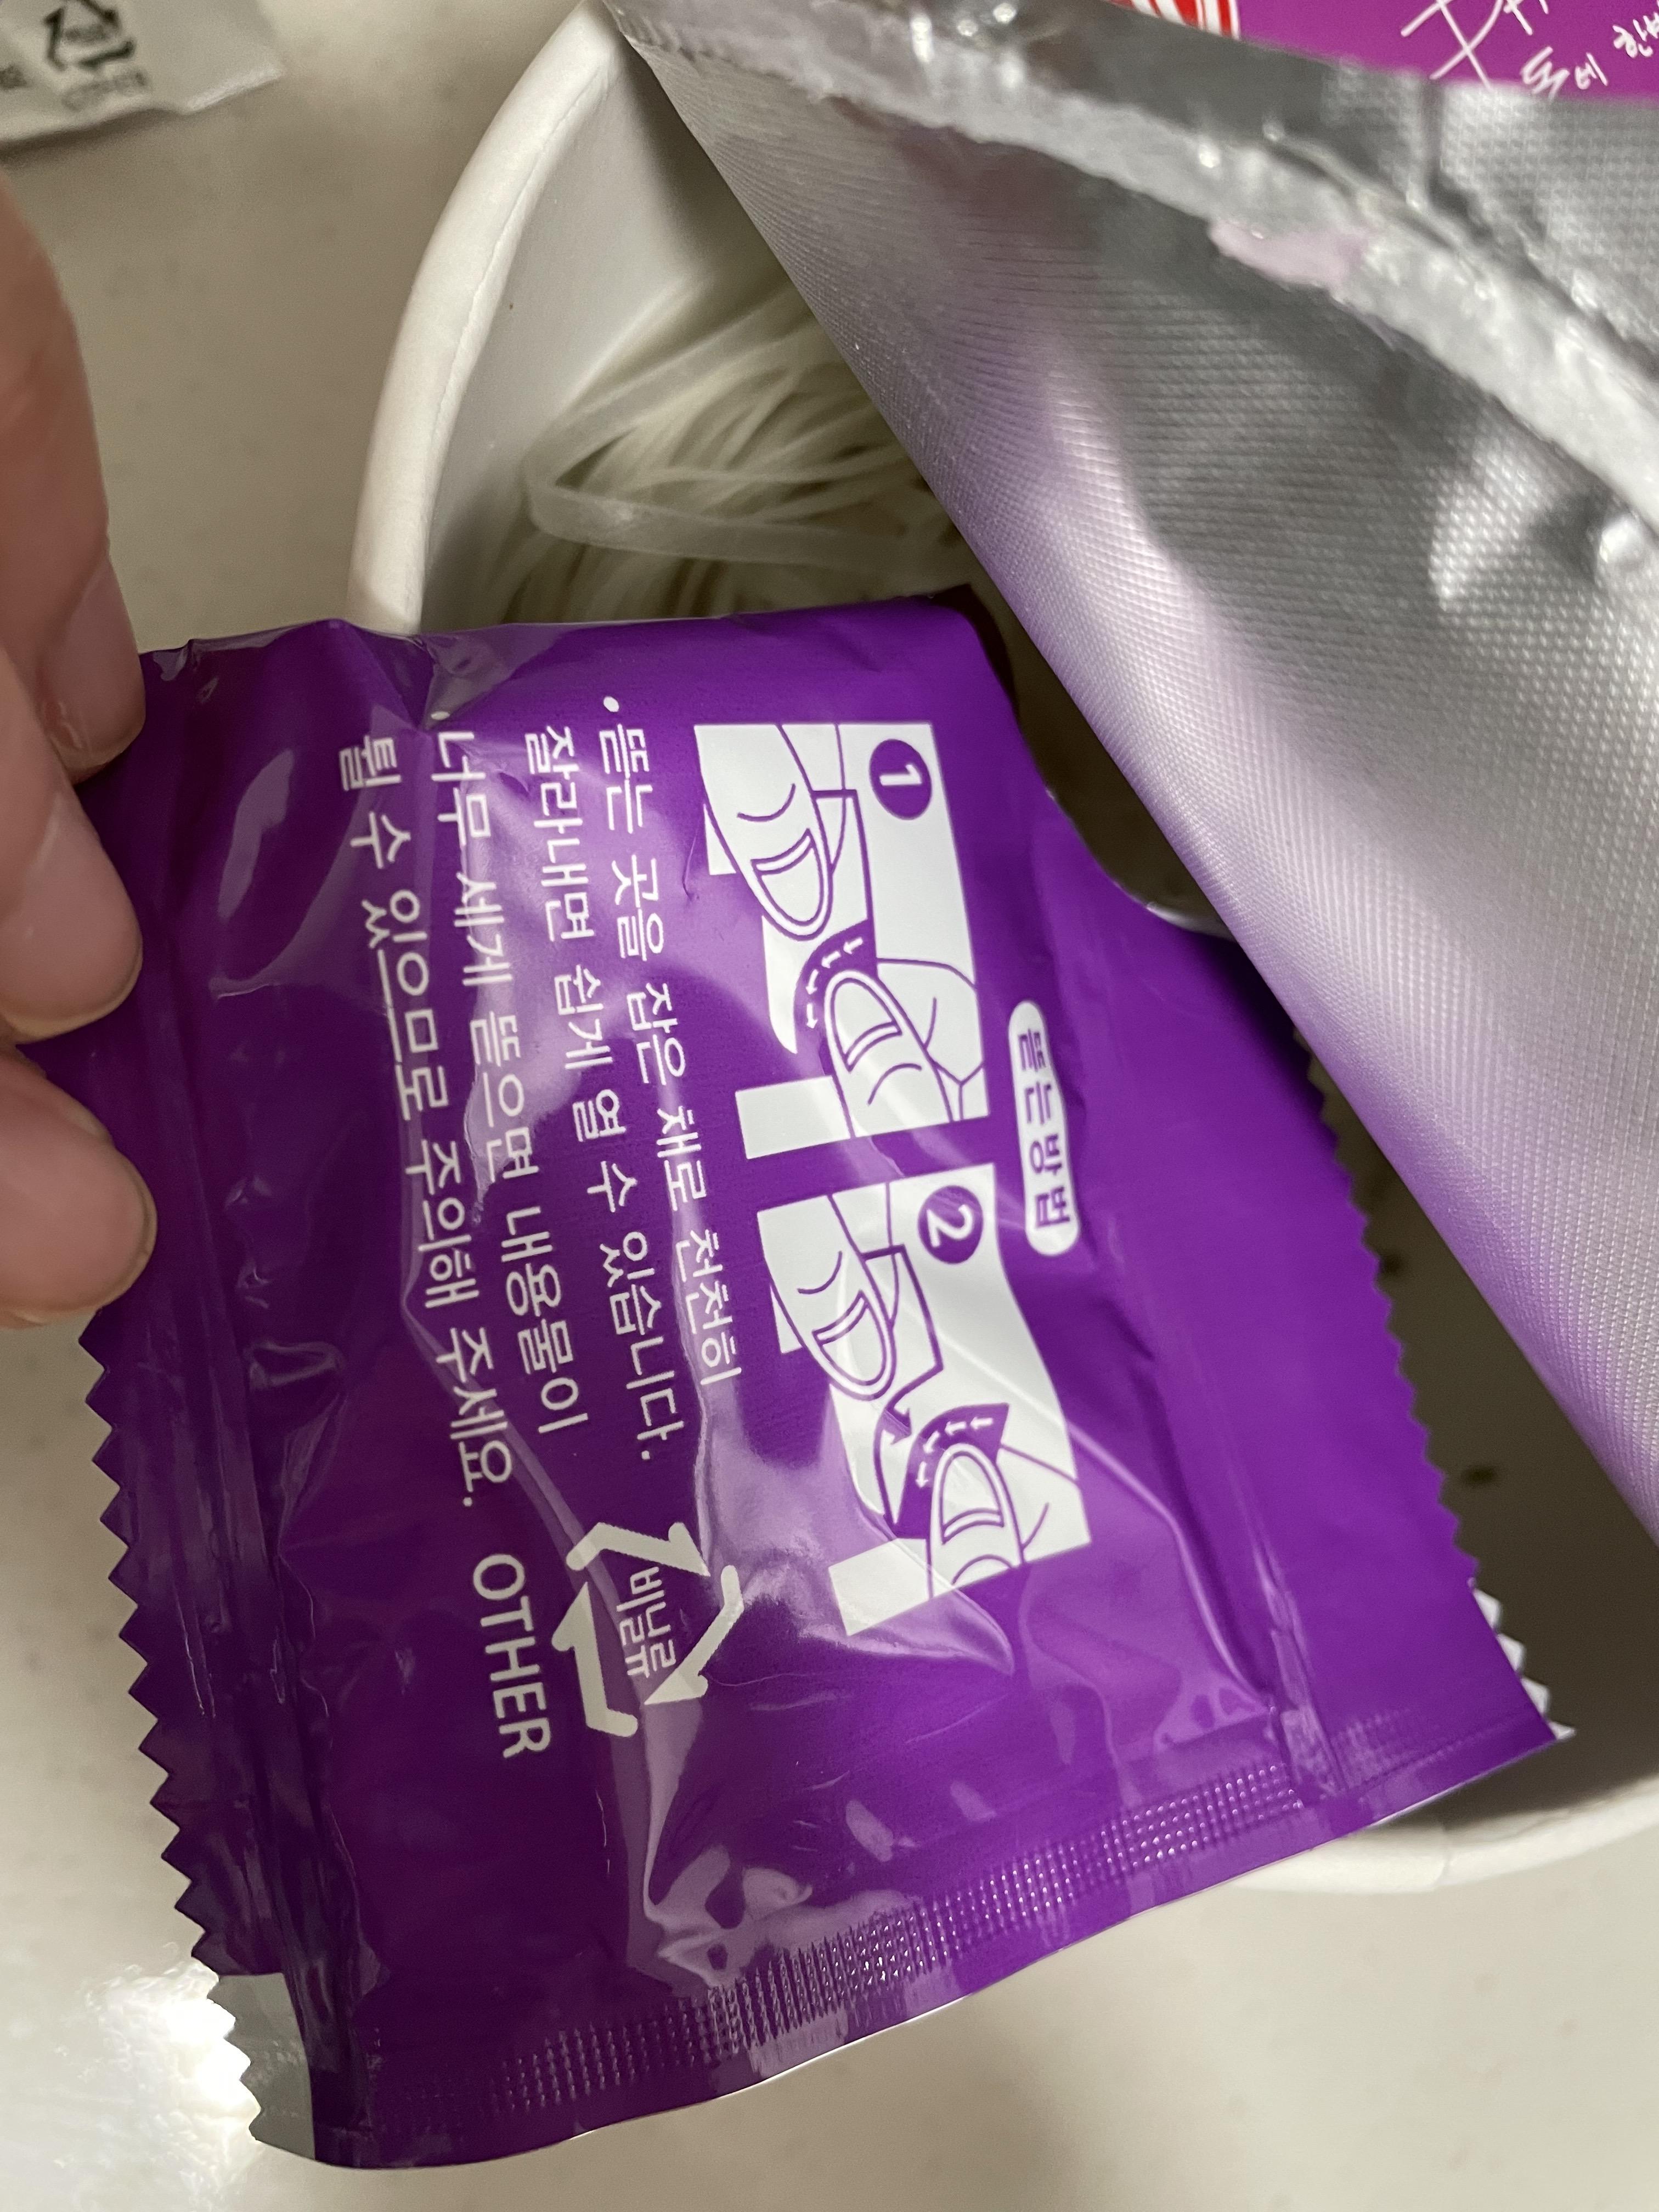 뜯는방법
1
2
• 뜯는 곳을 잡은 채로 천천히
잘라내면 쉽게 열 수 있습니다.
• 너무 세게 뜯으면 내용물이
튈 수 있으므로 주의해 주세요.
비닐류
OTHER